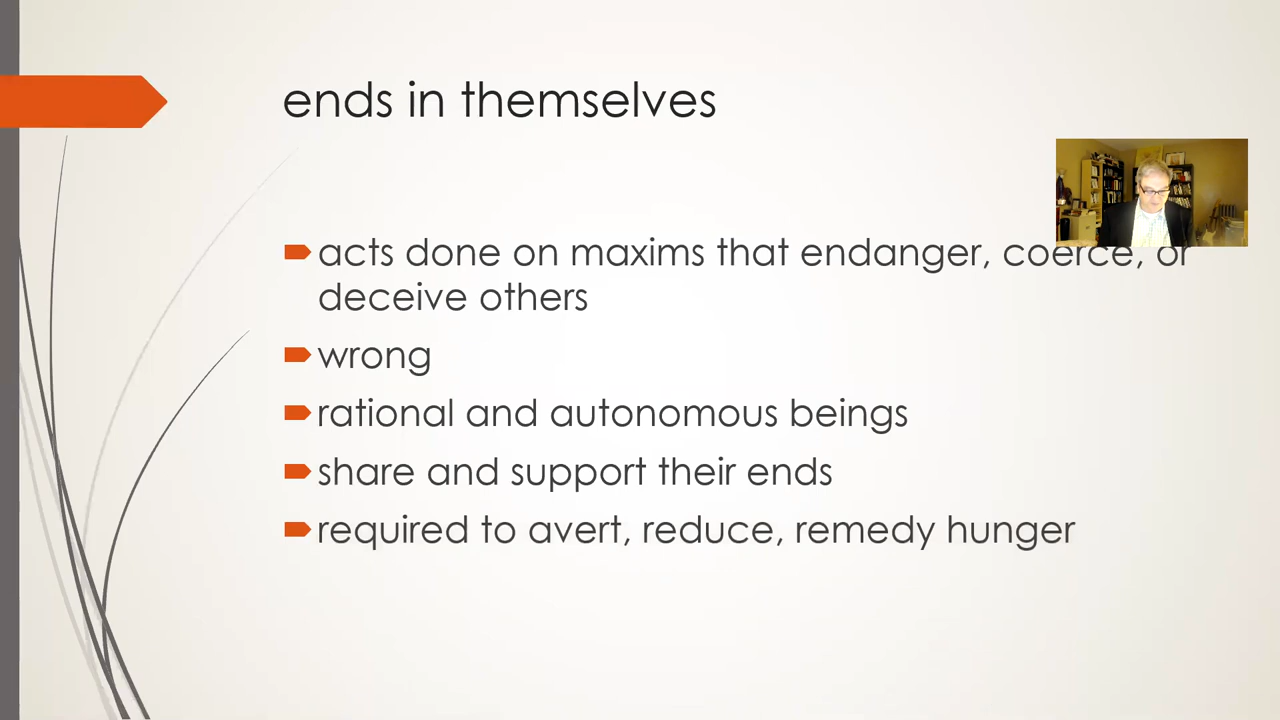 ends in themselves
acts done on maxims that endanger, coerce, or
deceive others
wrong
rational and autonomous beings
share and support their ends
required to avert, reduce, remedy hunger